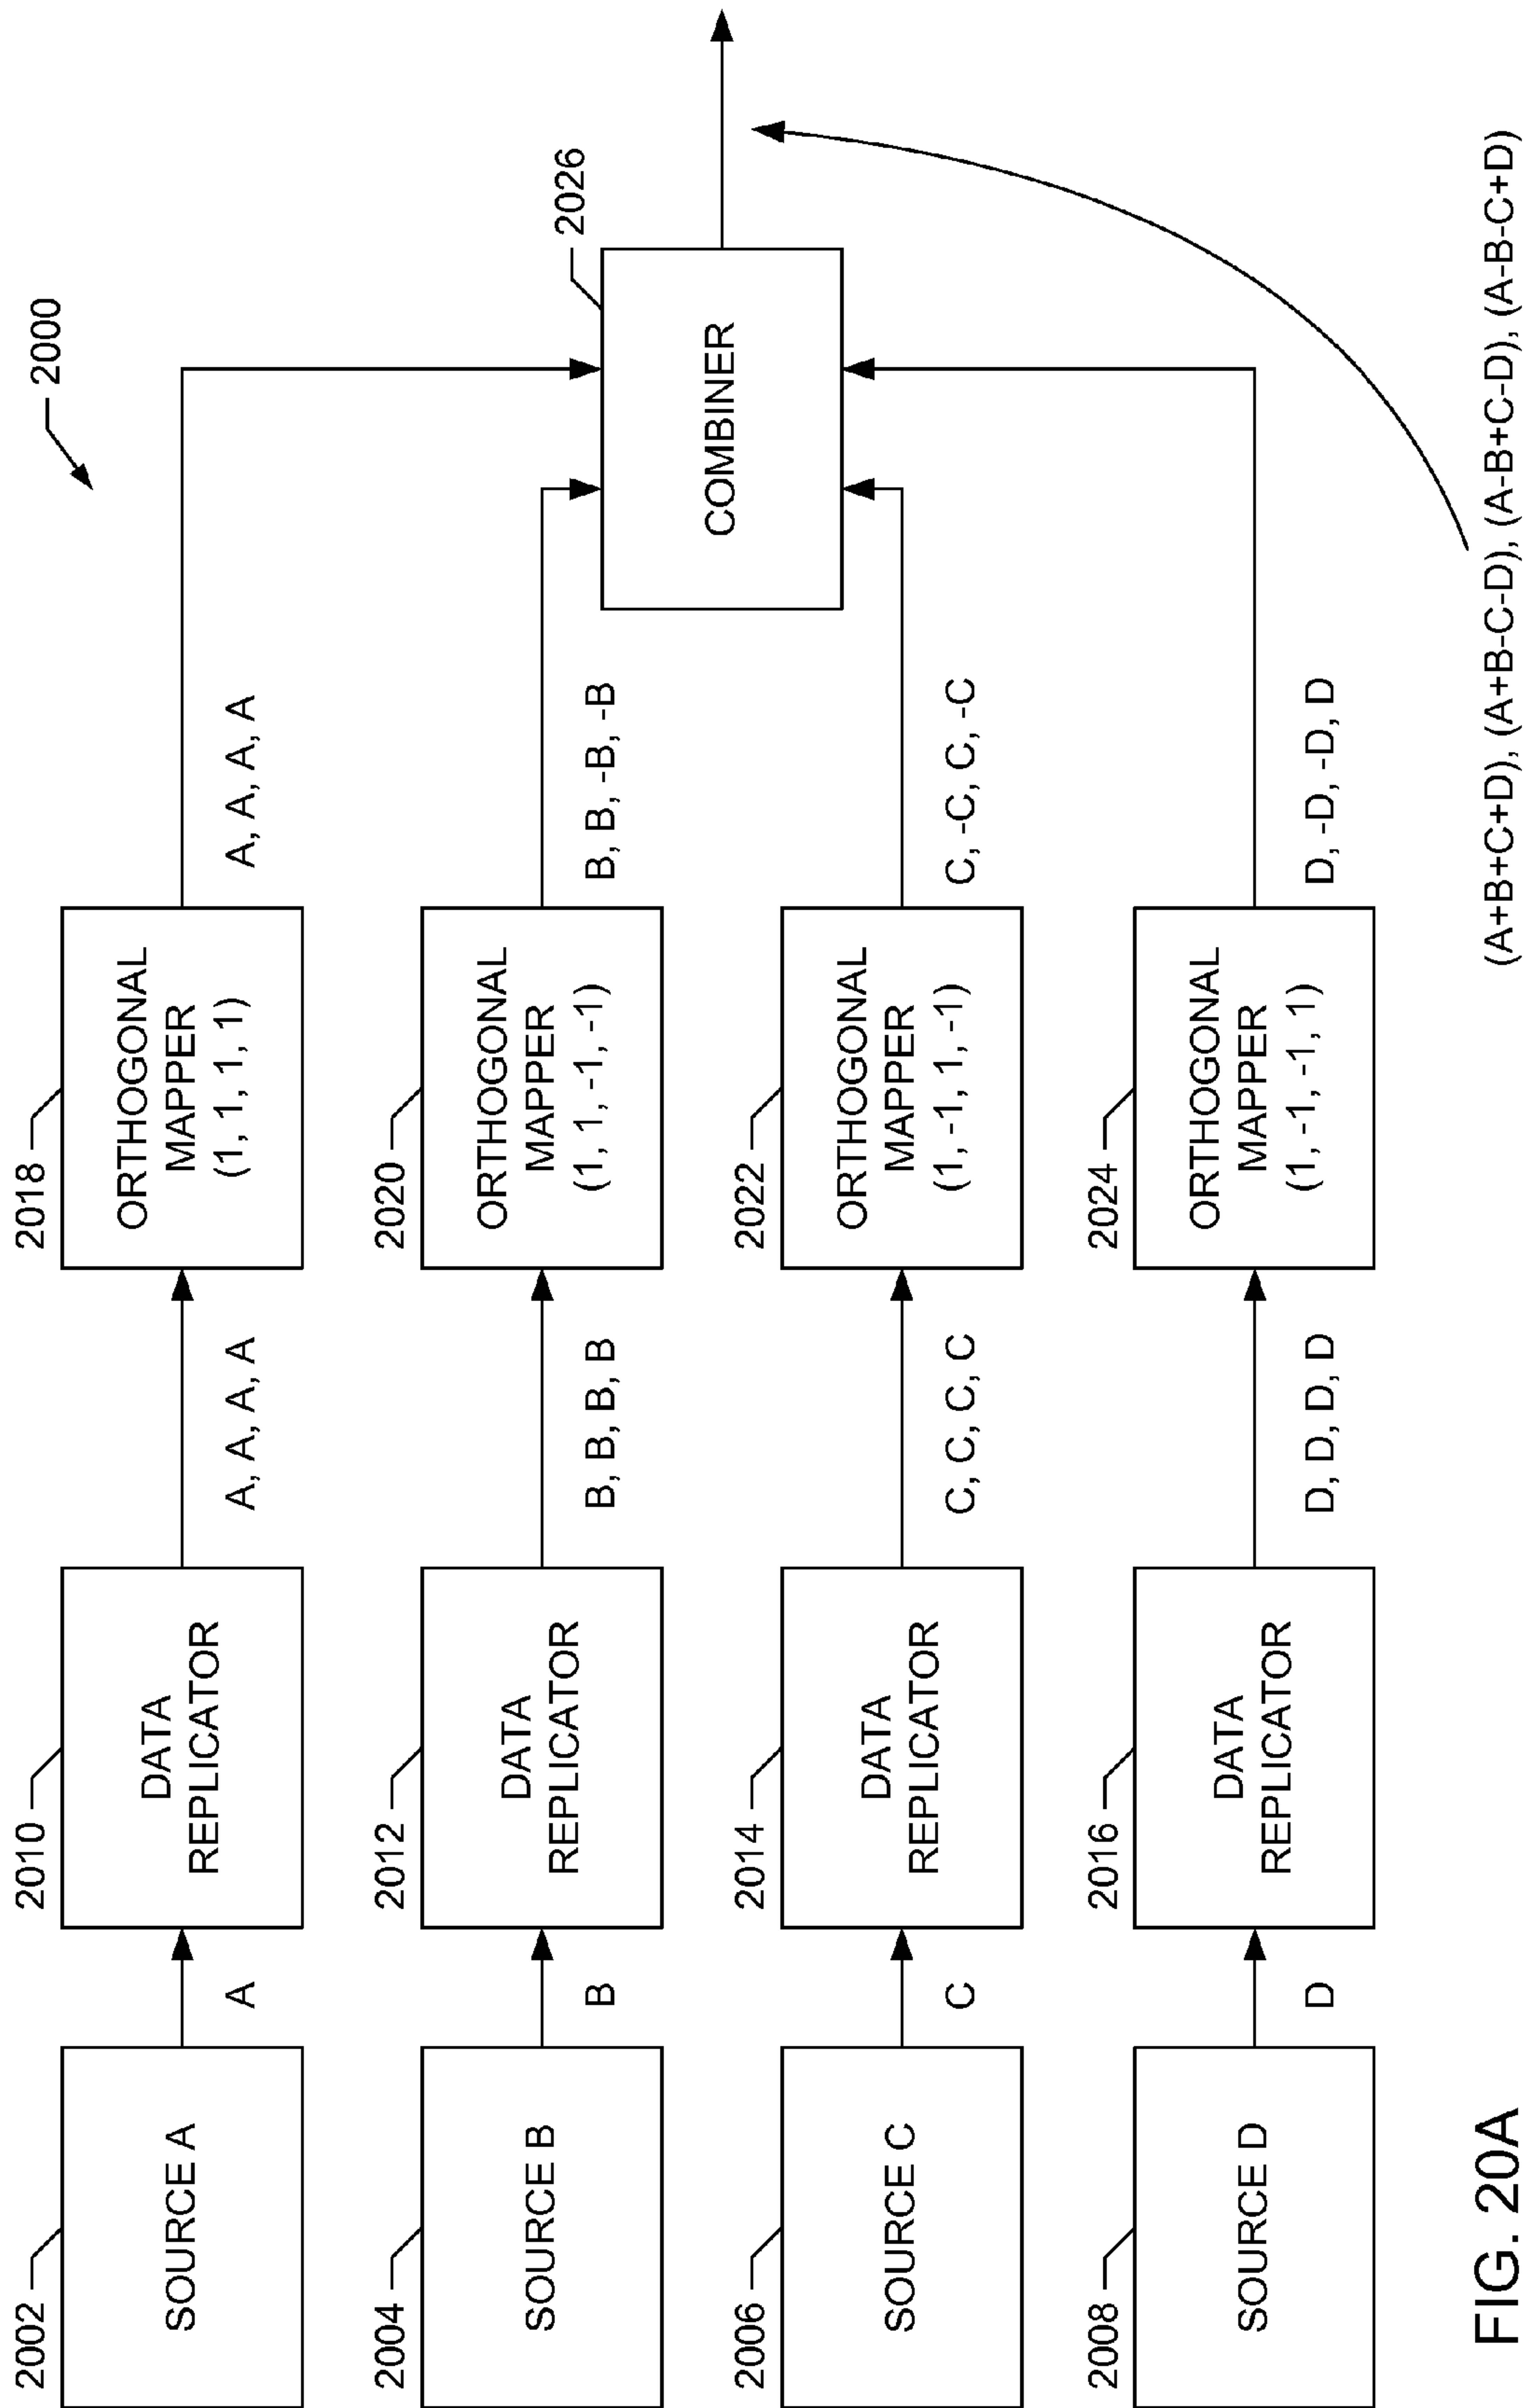 2000
2002
SOURCE A
A
2010
DATA
REPLICATOR
A, A, A, A
2018
ORTHOGONAL
MAPPER
(1, 1, 1, 1)
A, A, A, A
2004
SOURCE B
B
2012
DATA
REPLICATOR
B, B, B, B
2020
ORTHOGONAL
MAPPER
(1, 1, -1, -1)
B, B, -B, -B
2026
COMBINER
2006
SOURCE C
C
2014
DATA
REPLICATOR
C, C, C, C
2022
ORTHOGONAL
MAPPER
(1, -1, 1, -1)
C, -C, C, -C
2008
SOURCE D
D
2016
DATA
REPLICATOR
D, D, D, D
2024
ORTHOGONAL
MAPPER
(1, -1, -1, 1)
D, -D, -D, D
(A+B+C+D), (A+B-C-D), (A-B+C-D), (A-B-C+D)
FIG. 20A